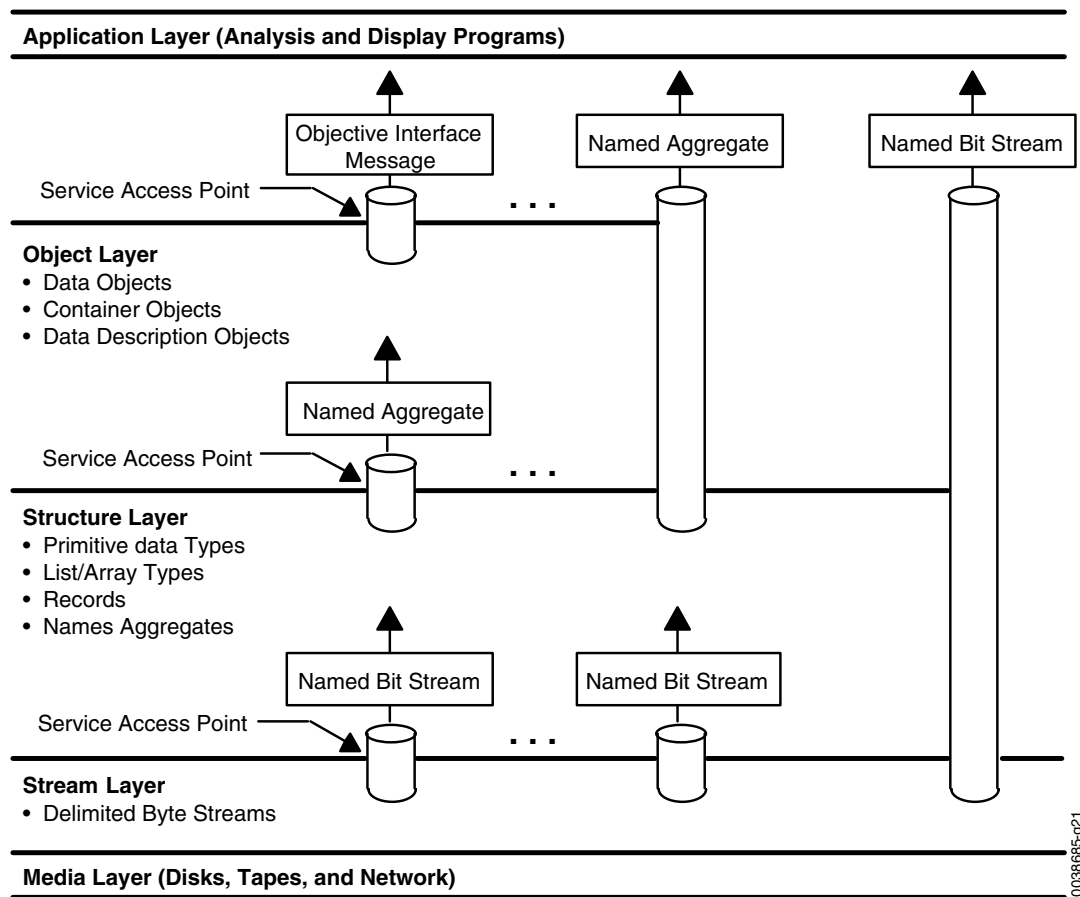 Application Layer (Analysis and Display Programs)
Objective Interface
Message
Named Aggregate
Named Bit Stream
Service Access Point
. . .
Object Layer
• Data Objects
• Container Objects
• Data Description Objects
Named Aggregate
Service Access Point
. . .
Structure Layer
• Primitive data Types
• List/Array Types
• Records
• Names Aggregates
Named Bit Stream
Named Bit Stream
Service Access Point
. . .
Stream Layer
• Delimited Byte Streams
Media Layer (Disks, Tapes, and Network)
0038685-g21